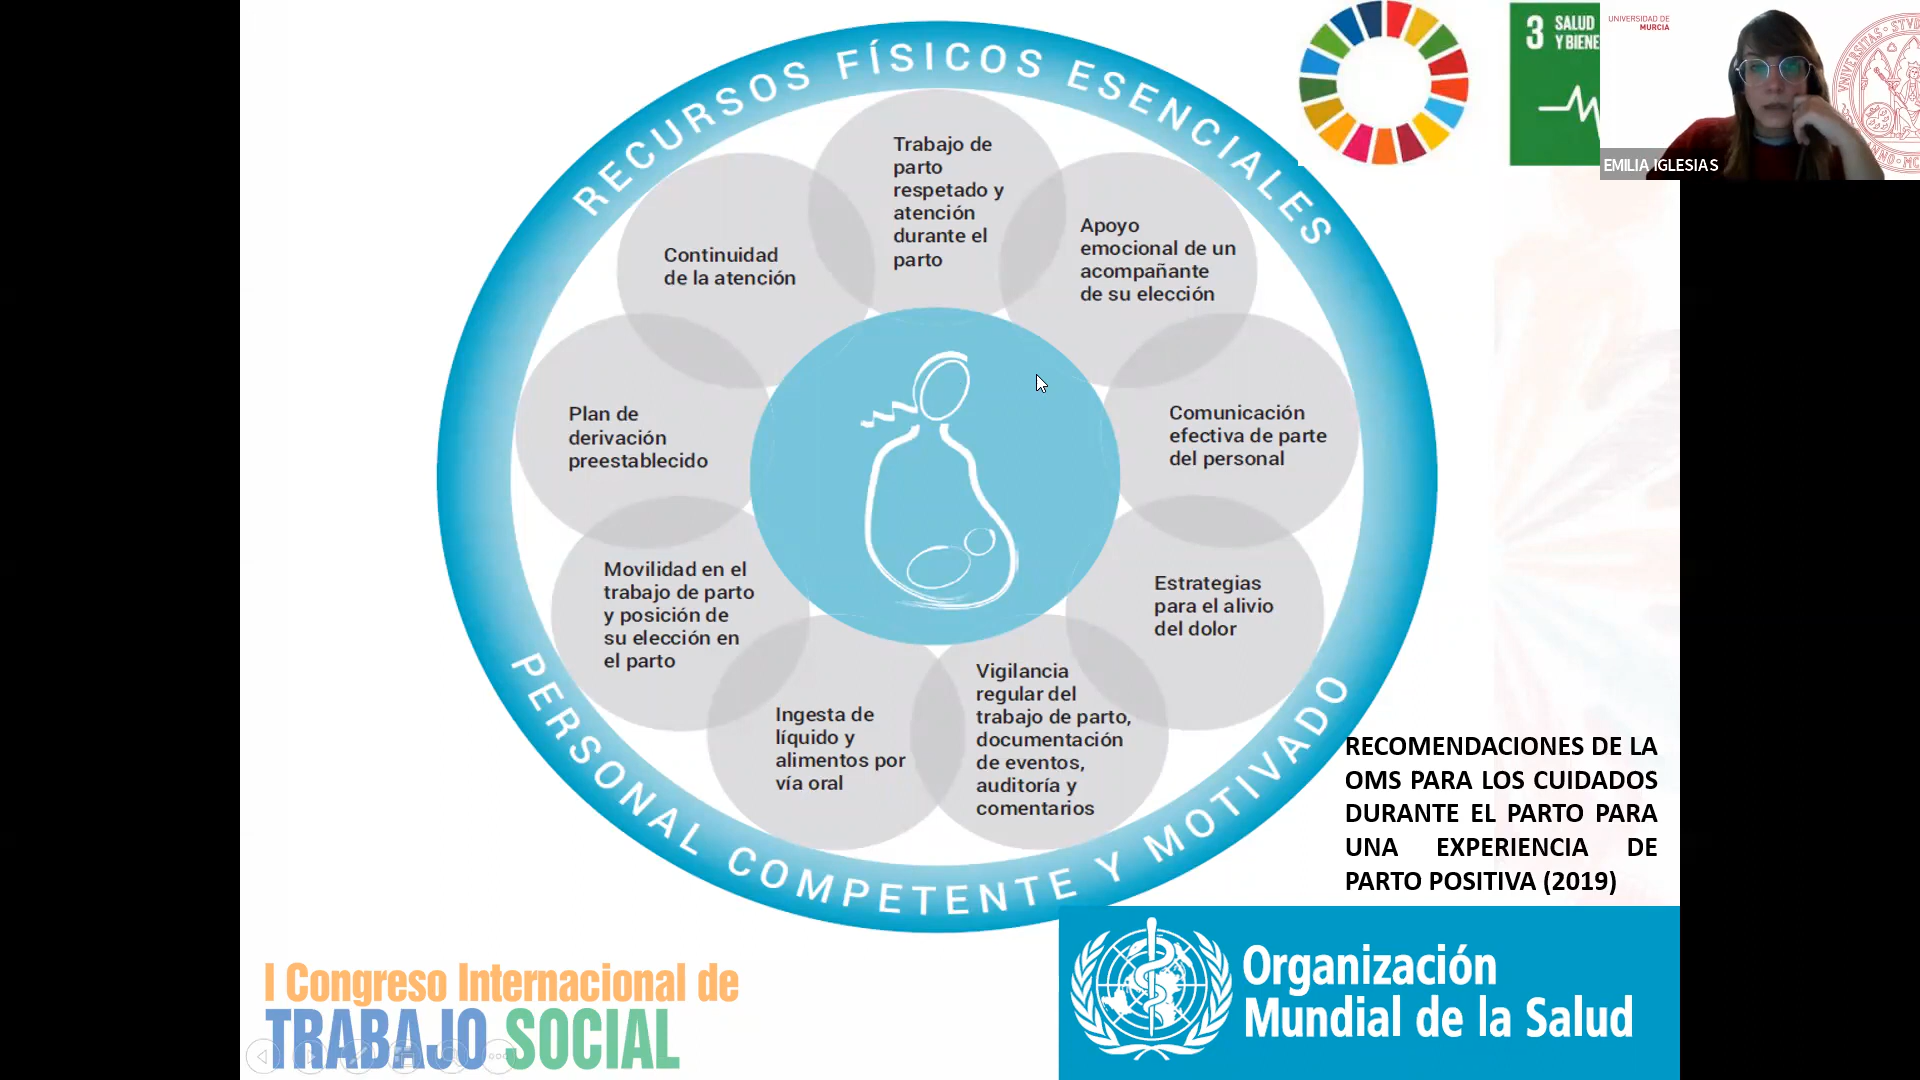 RECURSOS FÍSICOS ESENCIALES
Trabajo de
parto
respetado y
atención
durante el
parto
Apoyo
emocional de un
acompañante
de su elección
Comunicación
efectiva de parte
del personal
Estrategias
para el alivio
del dolor
Vigilancia
regular del
trabajo de parto,
documentación
de eventos,
auditoría y
comentarios
Ingesta de
líquido y
alimentos por
vía oral
Movilidad en el
trabajo de parto
y posición de
su elección en
el parto
Plan de
derivación
preestablecido
Continuidad
de la atención
PERSONAL COMPETENTE Y MOTIVADO
3 SALUD
Y BIENE
UNIVERSIDAD DE
MURCIA
EMILIA IGLESIAS
RECOMENDACIONES DE LA
OMS PARA LOS CUIDADOS
DURANTE EL PARTO PARA
UNA EXPERIENCIA DE
PARTO POSITIVA (2019)
Organización
Mundial de la Salud
I Congreso Internacional de
TRABAJO SOCIAL